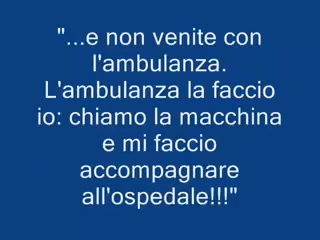 "...e non venite con
l'ambulanza.
L'ambulanza la faccio
io: chiamo la macchina
e mi faccio
accompagnare
all'ospedale!!!"